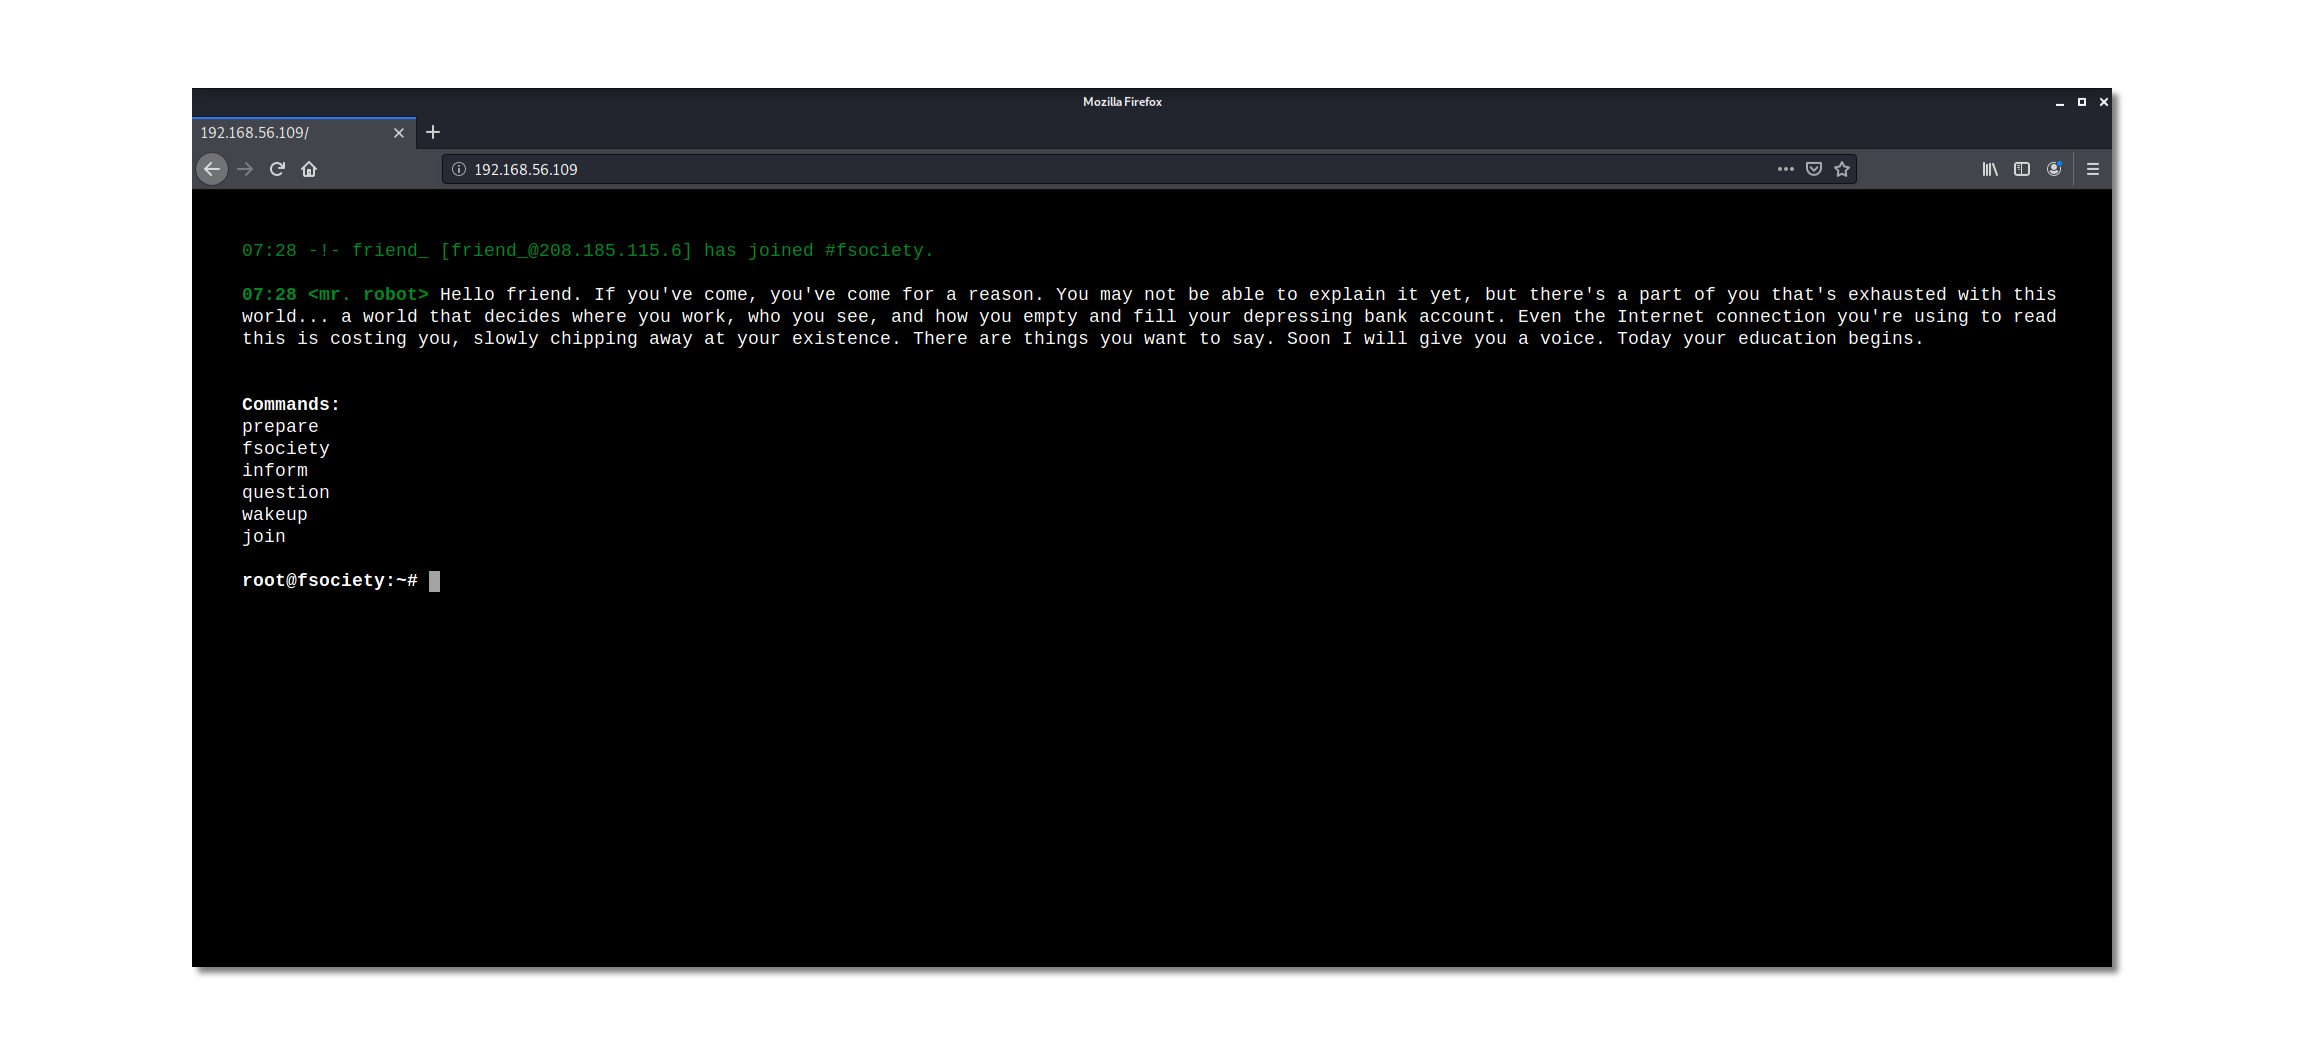 Mozilla Firefox
192.168.56.109/
192.168.56.109
07:28 -!- friend_ [friend_@208.185.115.6] has joined #fsociety.
07:28 <mr. robot> Hello friend. If you've come, you've come for a reason. You may not be able to explain it yet, but there's a part of you that's exhausted with this
world... a world that decides where you work, who you see, and how you empty and fill your depressing bank account. Even the Internet connection you're using to read
this is costing you, slowly chipping away at your existence. There are things you want to say. Soon I will give you a voice. Today your education begins.
Commands:
prepare
fsociety
inform
question
wakeup
join
root@fsociety:~#